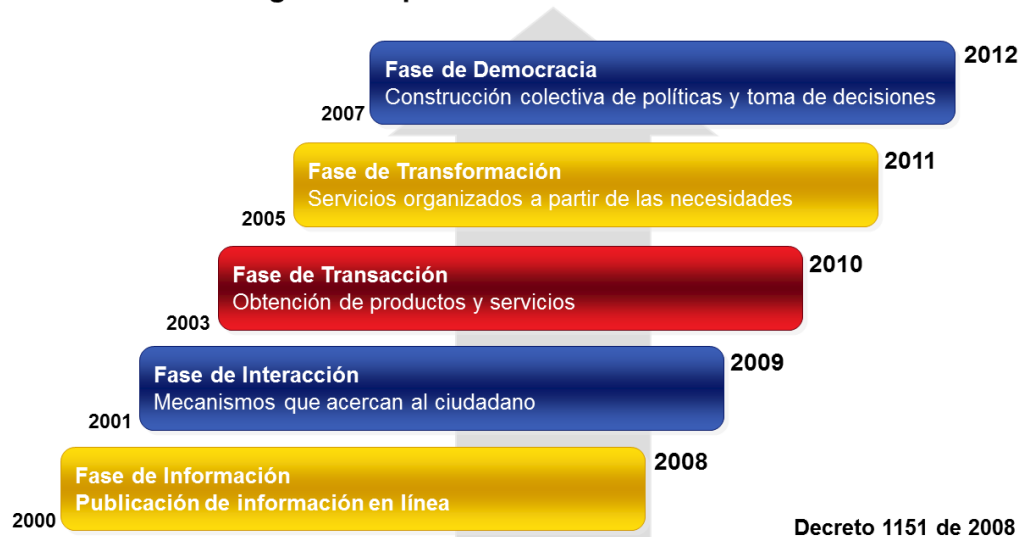 Fase de Democracia
Construcción colectiva de políticas y toma de decisiones
2007
2012
Fase de Transformación
Servicios organizados a partir de las necesidades
2005
2011
Fase de Transacción
Obtención de productos y servicios
2003
2010
Fase de Interacción
Mecanismos que acercan al ciudadano
2001
2009
Fase de Información
Publicación de información en línea
2000
2008
Decreto 1151 de 2008